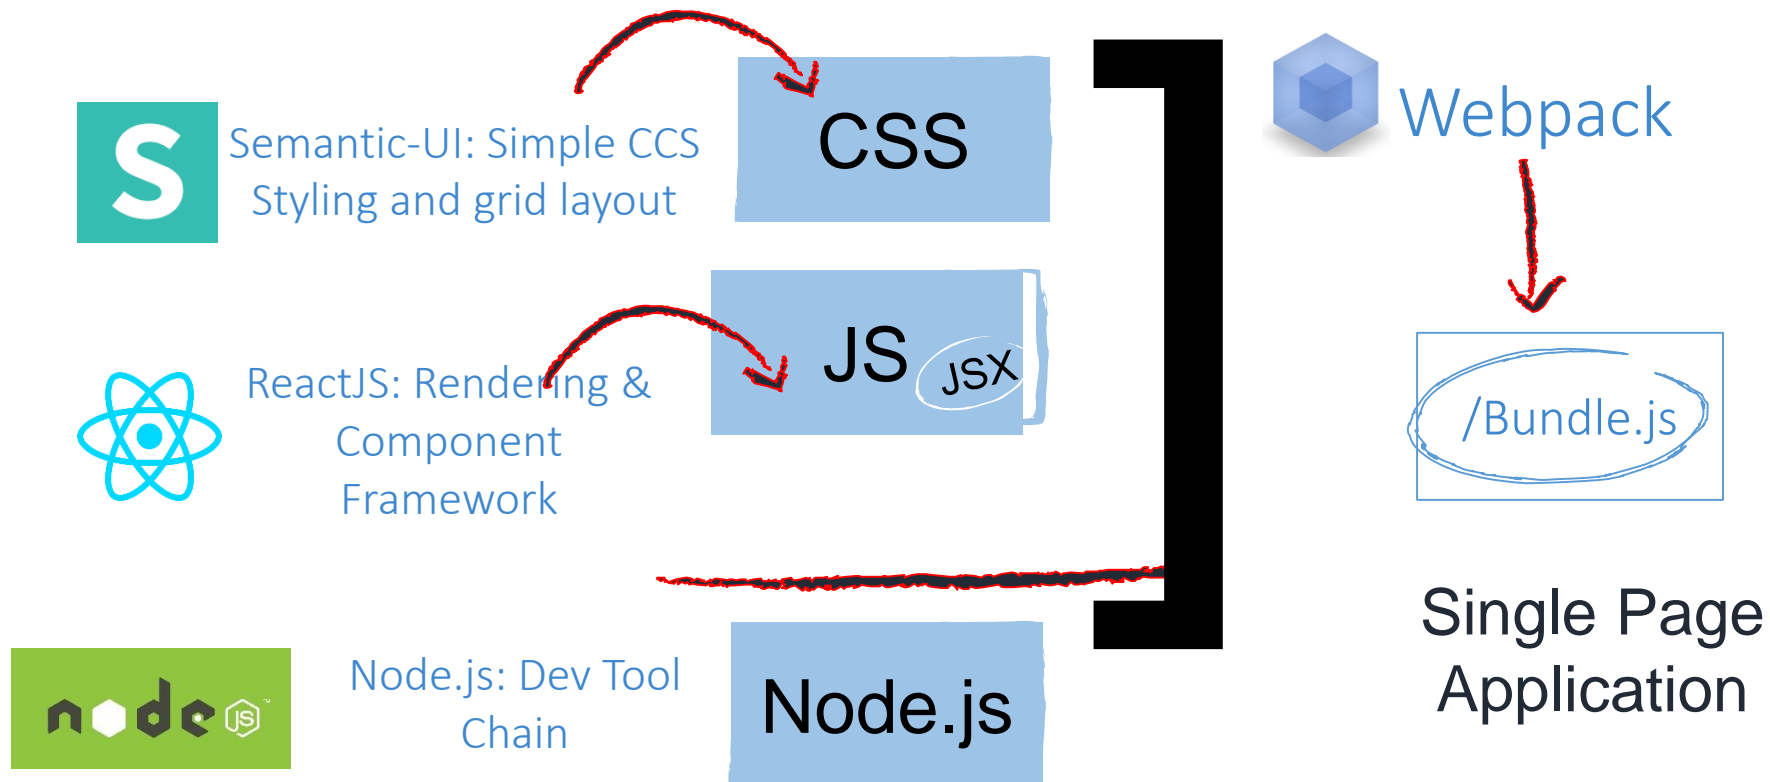 S
Semantic-UI: Simple CCS
Styling and grid layout
CSS
Webpack
ReactJS: Rendering &
Component
Framework
JS
JSX
/Bundle.js
node JS ™
Node.js: Dev Tool
Chain
Node.js
Single Page
Application